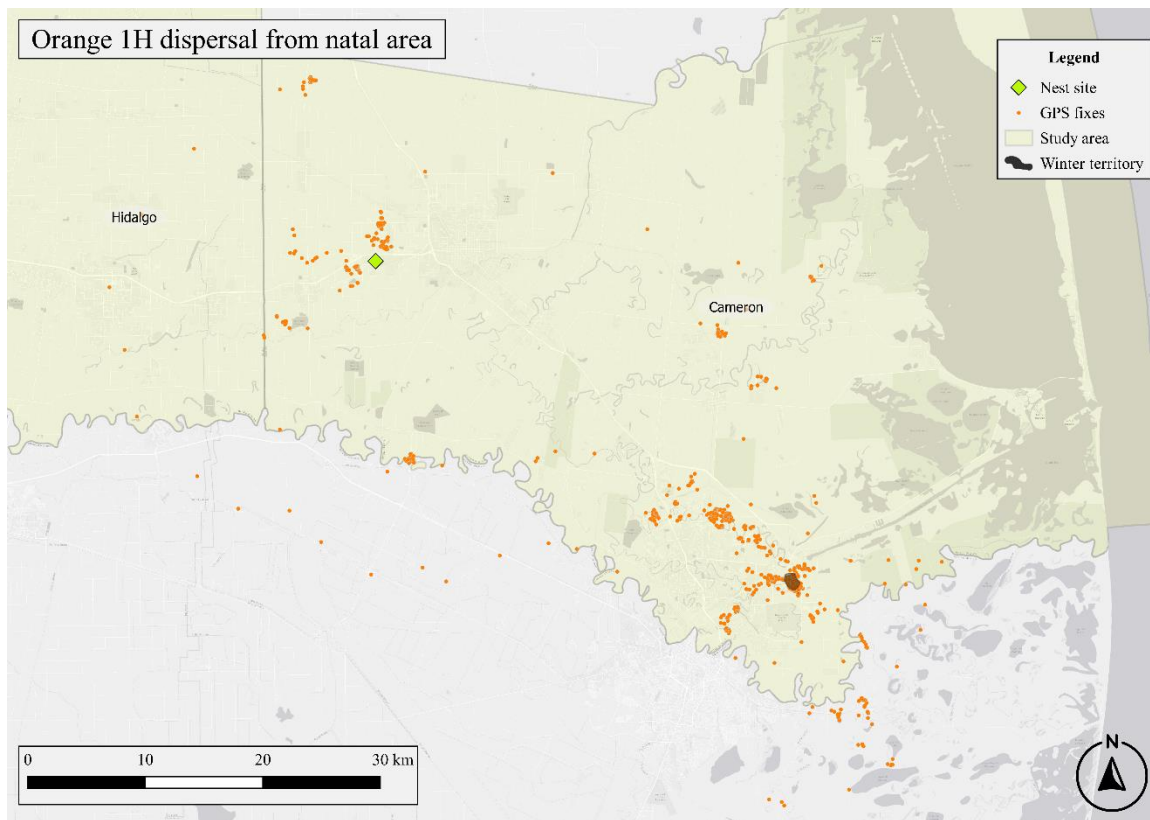 Orange 1H dispersal from natal area
Legend
Nest site
GPS fixes
Study area
Winter territory
Hidalgo
Cameron
0 10 20 30 km
N